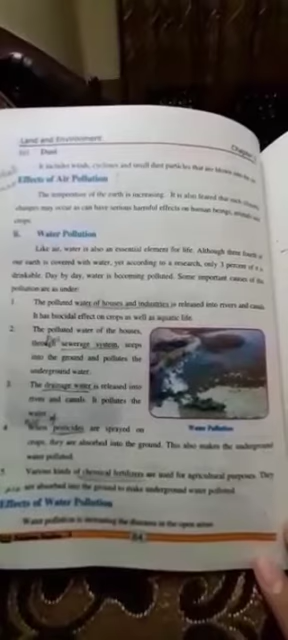 Land and Environment
Chapter
(c) Dust
It includes winds, cyclones and small dust particles that are blown into the
Effects of Air Pollution
The temperature of the earth is increasing. It is also feared that such climatic
changes may occur as can have serious harmful effects on human beings, animals and
crops.
ii. Water Pollution
Like air, water is also an essential element for life. Although three fourth of
our earth is covered with water, yet according to a research, only 3 percent of it is
drinkable. Day by day, water is becoming polluted. Some important causes of the
pollution are as under:
1. The polluted water of houses and industries is released into rivers and canals.
It has biocidal effect on crops as well as aquatic life.
2. The polluted water of the houses,
sewerage system, seeps
into the ground and pollutes the
underground water.
3. The drainage water is released into
rivers and canals. It pollutes the
water.
4. When pesticides are sprayed on
crops, they are absorbed into the ground. This also makes the underground
water polluted.
Water Pollution
5. Various kinds of chemical fertilizers are used for agricultural purposes. They
are absorbed into the ground to make underground water polluted.
Effects of Water Pollution
Water pollution is increasing the diseases in the open areas
84